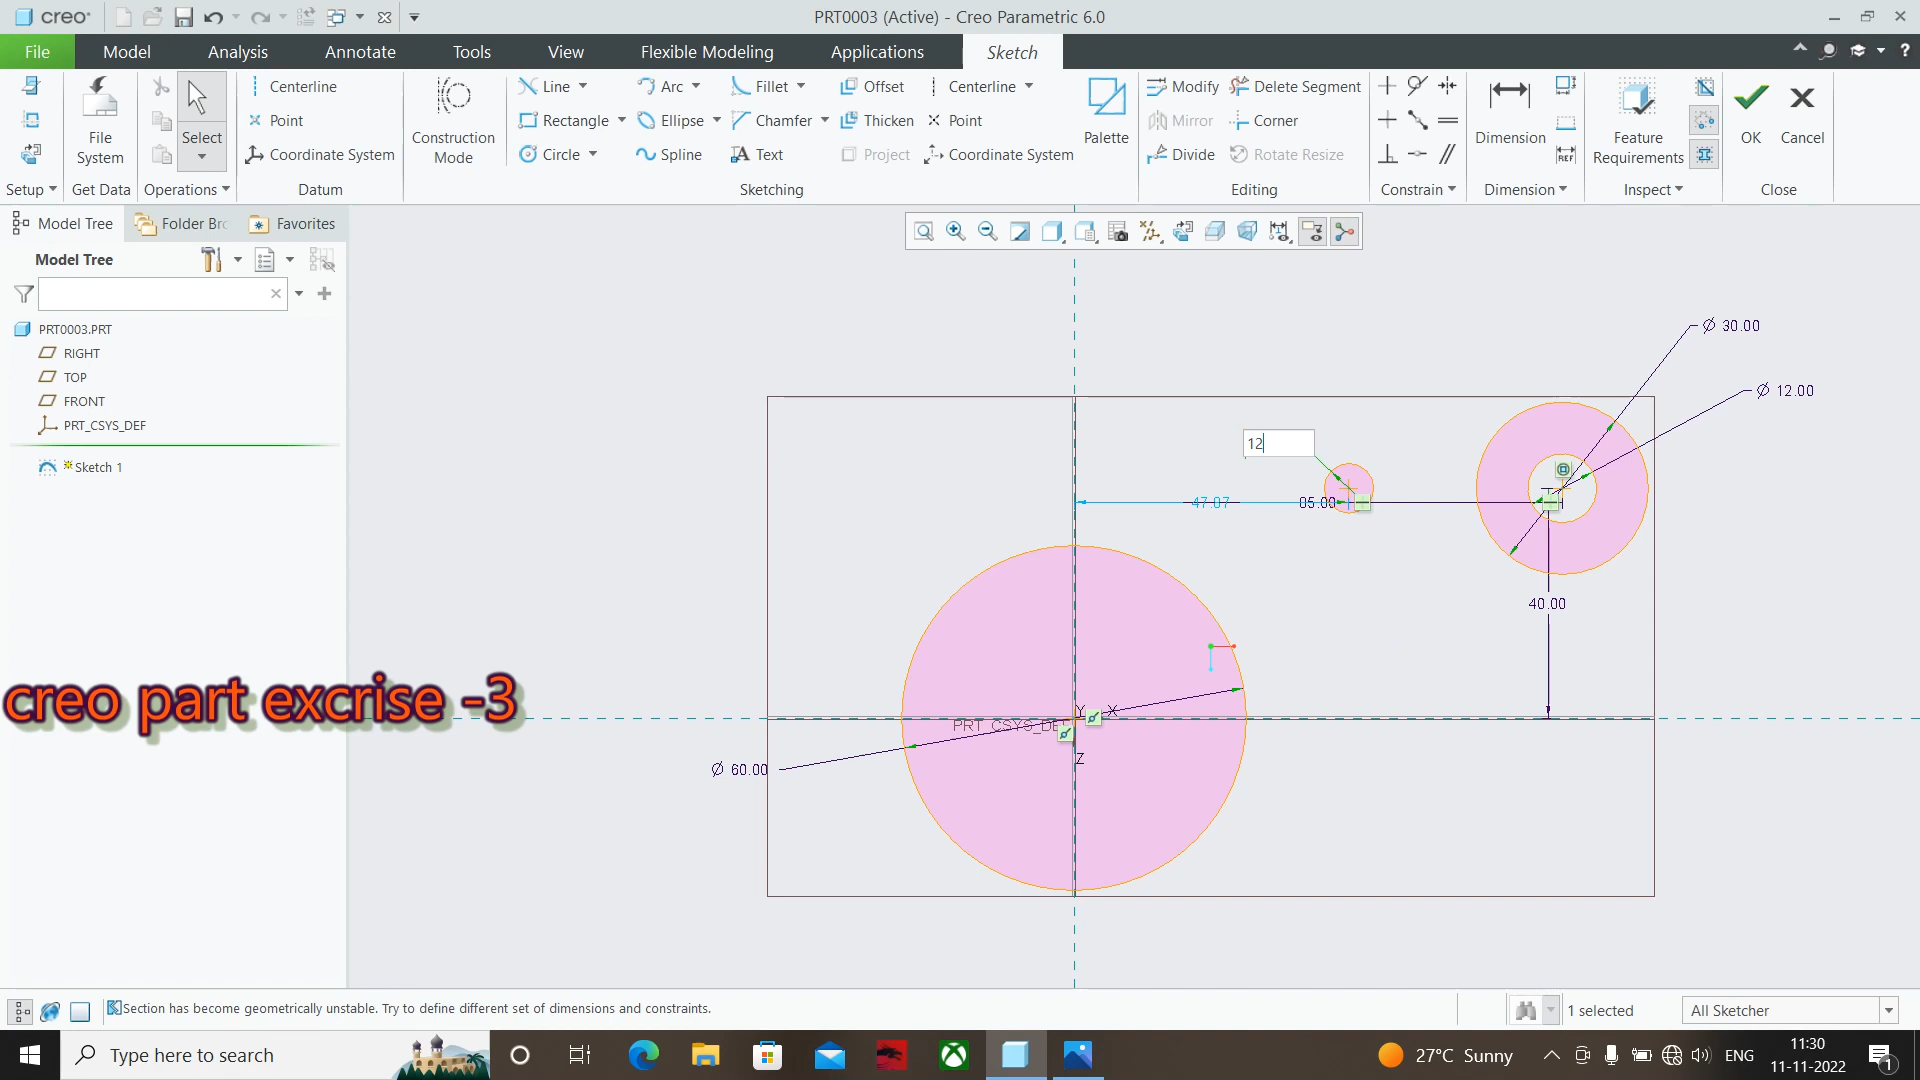 creo
PRT0003 (Active) - Creo Parametric 6.0
File Model Analysis Annotate Tools View Flexible Modeling Applications Sketch
Centerline Line Arc Fillet Offset Centerline Modify Delete Segment
Point Rectangle Ellipse Chamfer Thicken Point Mirror Corner
File System Select Coordinate System Construction Mode Circle Spline Text Project Coordinate System Palette Divide Rotate Resize Dimension Feature Requirements OK Cancel
Setup Get Data Operations Datum Sketching Editing Constrain Dimension Inspect Close
Model Tree Folder Brc Favorites
Model Tree
PRT0003.PRT
RIGHT
TOP
FRONT
PRT_CSYS_DEF
Sketch 1
Ø 30.00
Ø 12.00
12
47.07
05.00
40.00
Y X
PRT_CSYS_DE
Z
Ø 60.00
creo part excrise -3
Section has become geometrically unstable. Try to define different set of dimensions and constraints.
1 selected
All Sketcher
Type here to search
27°C Sunny
ENG
11:30
11-11-2022
1